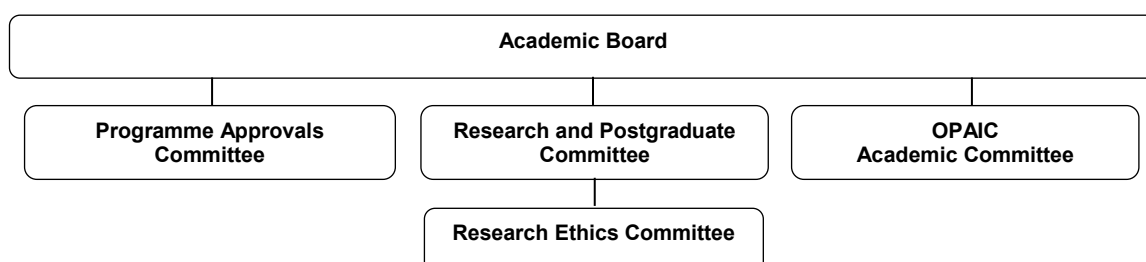 Academic Board
Programme Approvals
Committee
Research and Postgraduate
Committee
OPAIC
Academic Committee
Research Ethics Committee